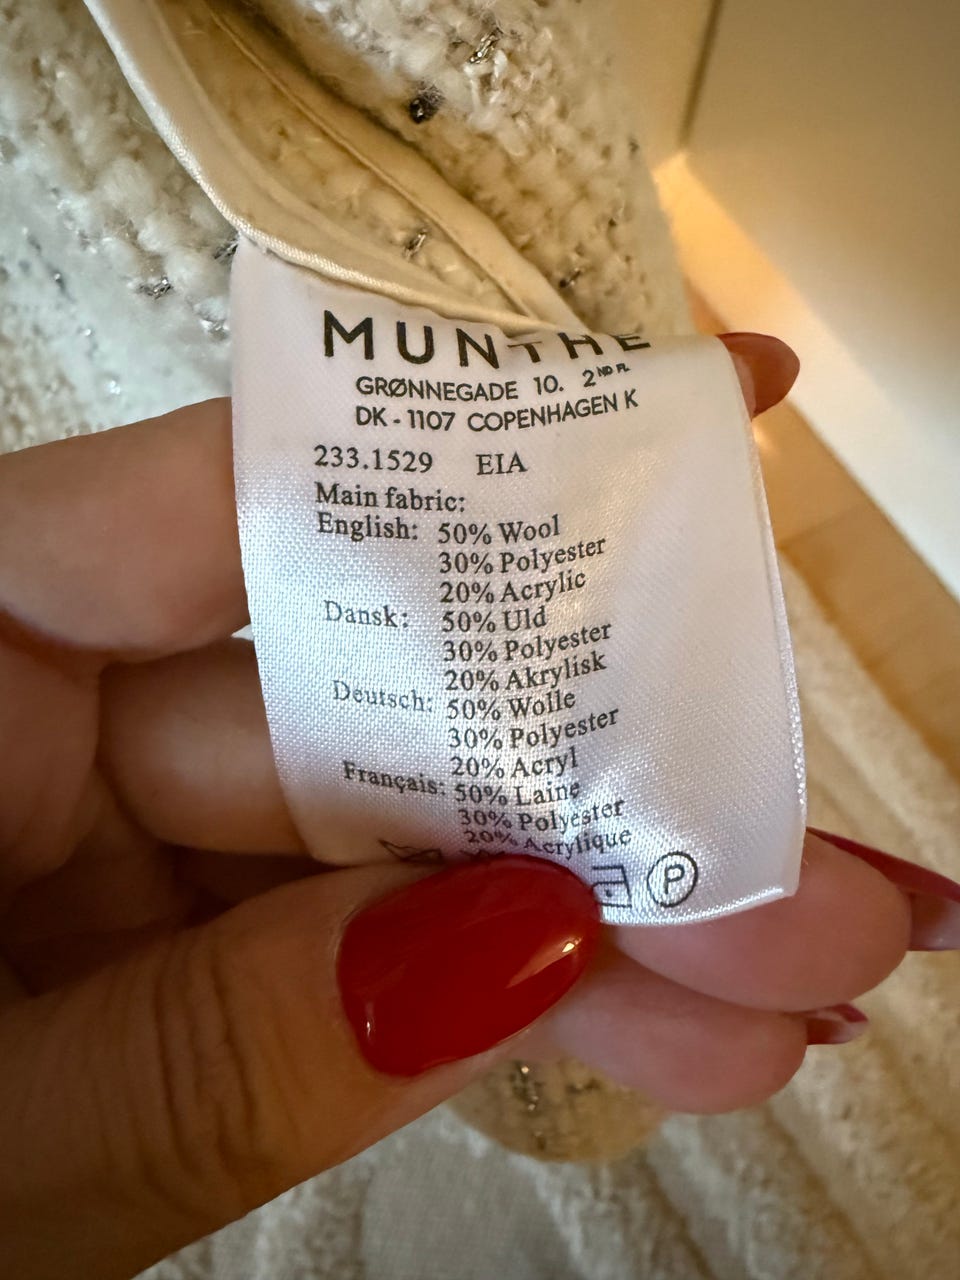 MUNTHE
GRØNNEGADE 10. 2ND FL
DK - 1107 COPENHAGEN K
233.1529 EIA
Main fabric:
English: 50% Wool
30% Polyester
20% Acrylic
Dansk: 50% Uld
30% Polyester
20% Akrylisk
Deutsch: 50% Wolle
30% Polyester
20% Acryl
Français: 50% Laine
30% Polyester
20% Acrylique
P